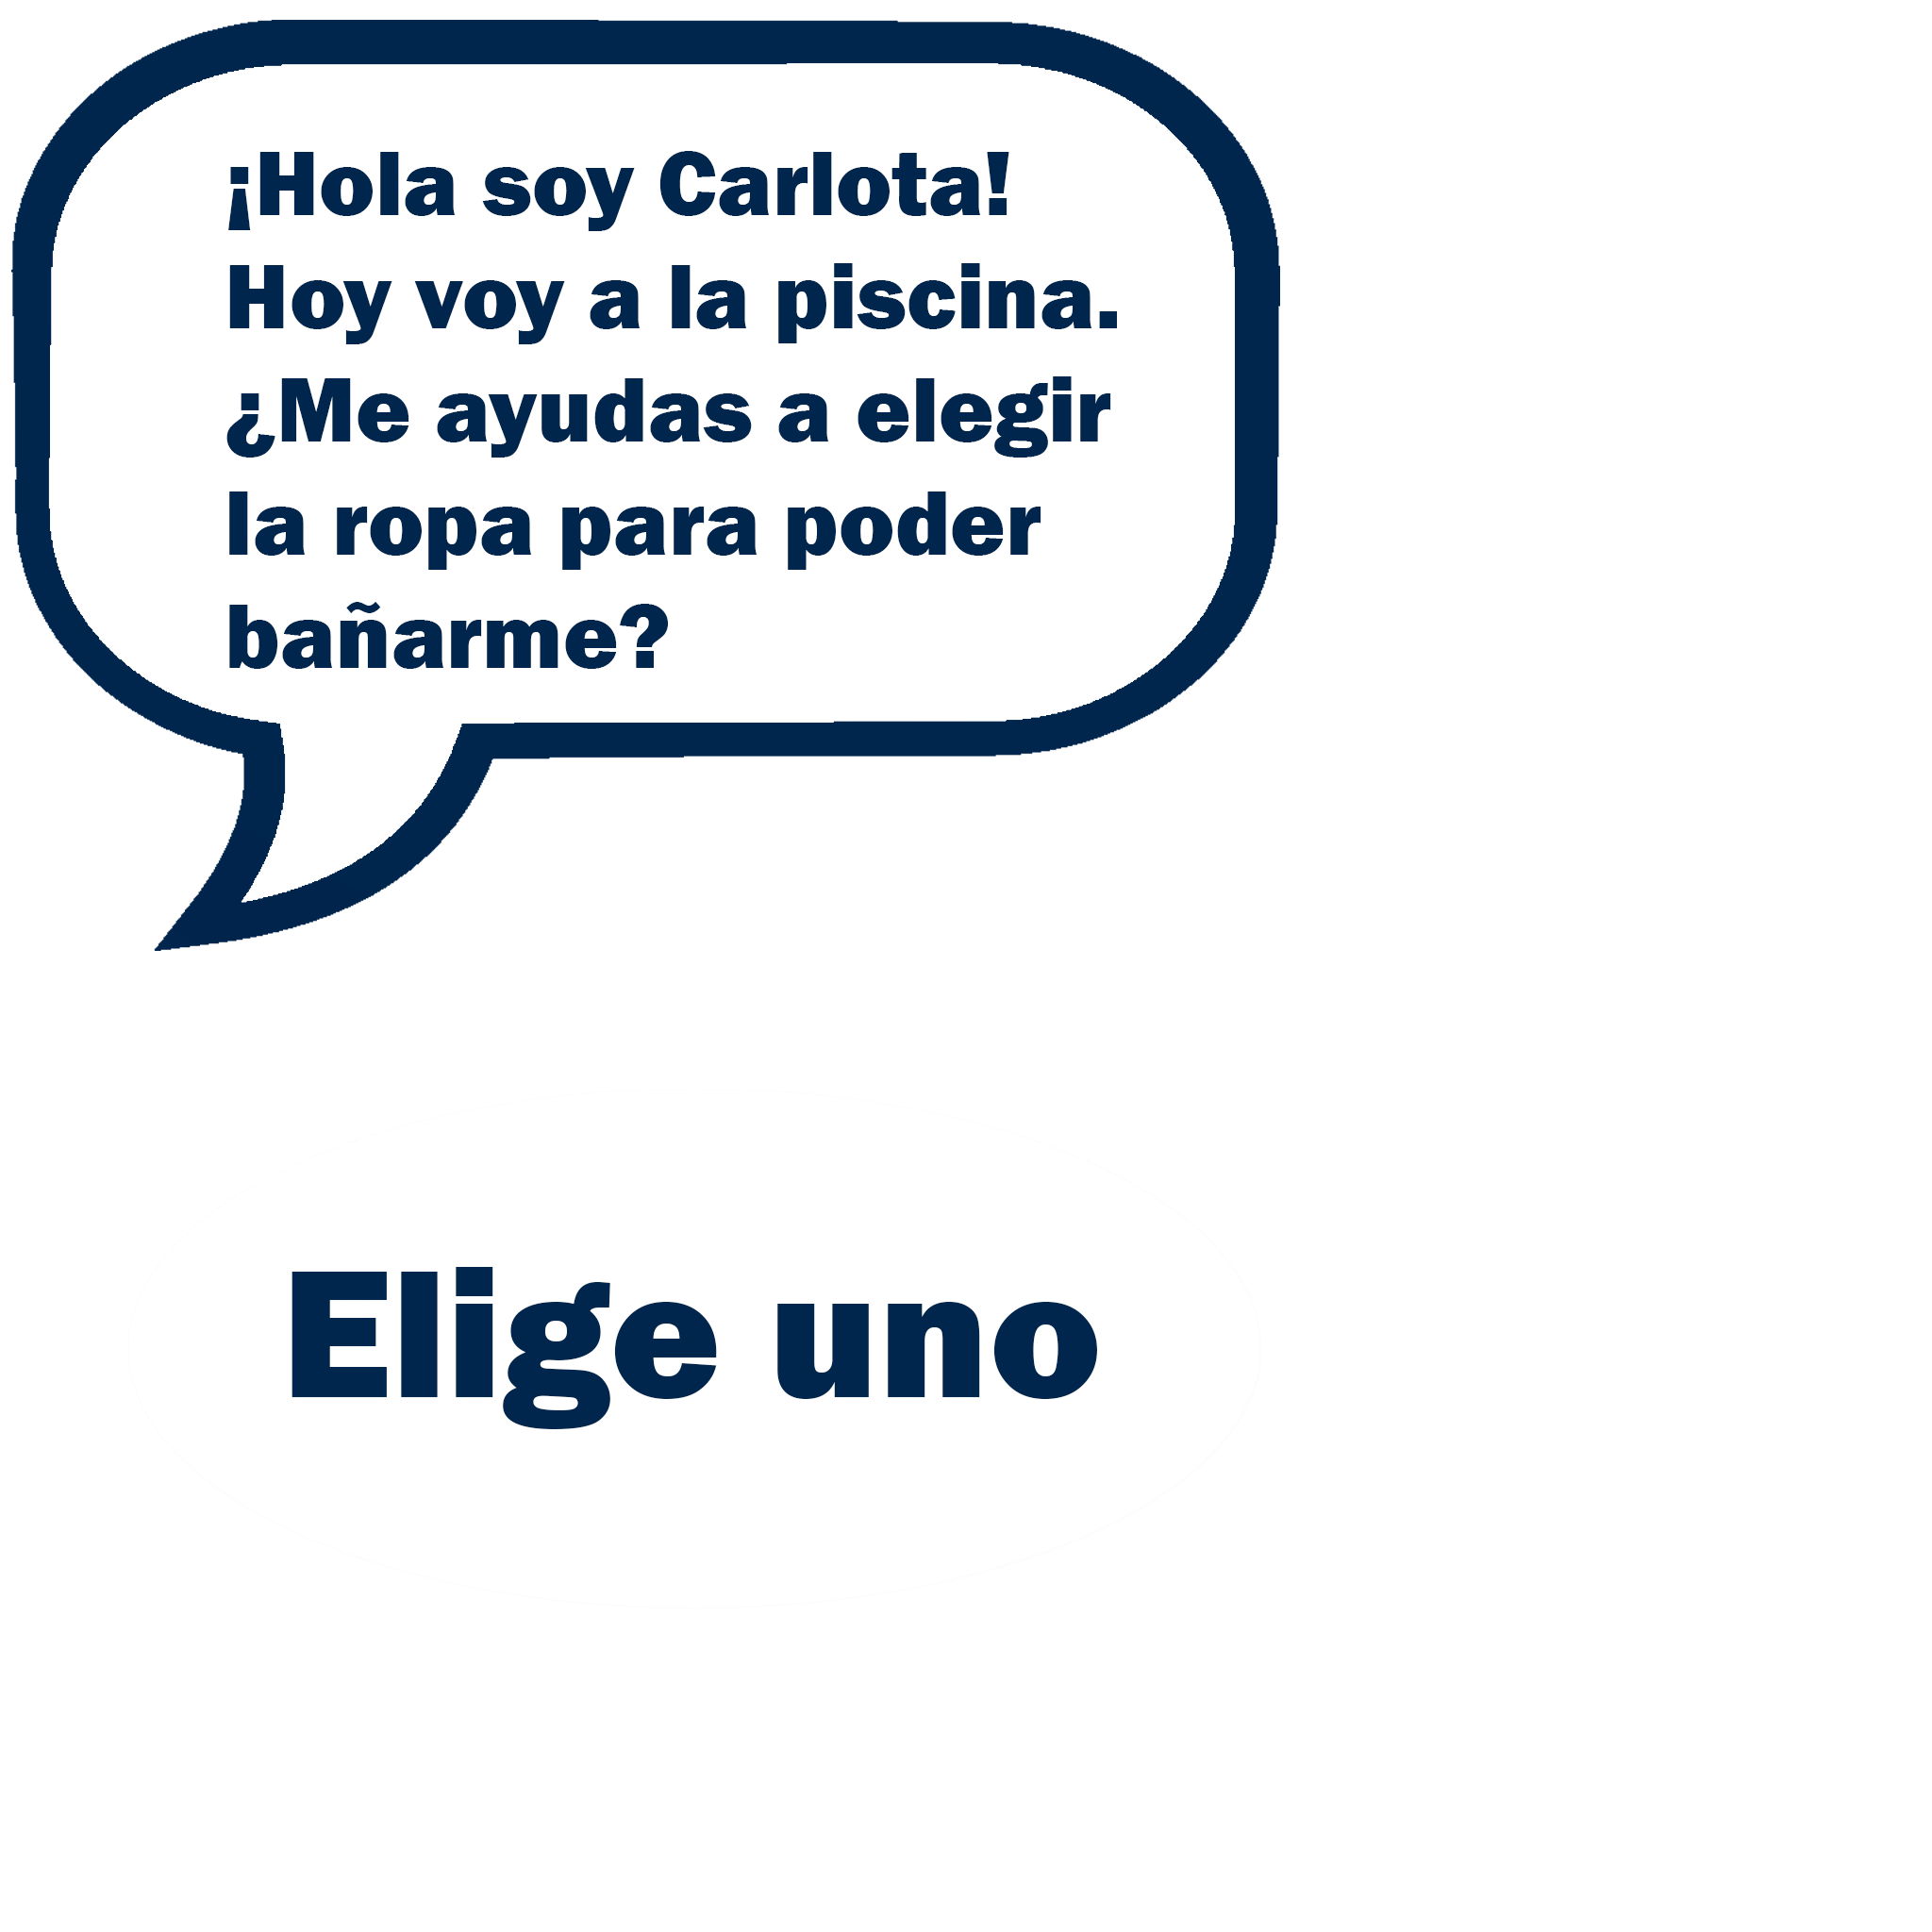 ¡Hola soy Carlota!
Hoy voy a la piscina.
¿Me ayudas a elegir
la ropa para poder
bañarme?
Elige uno